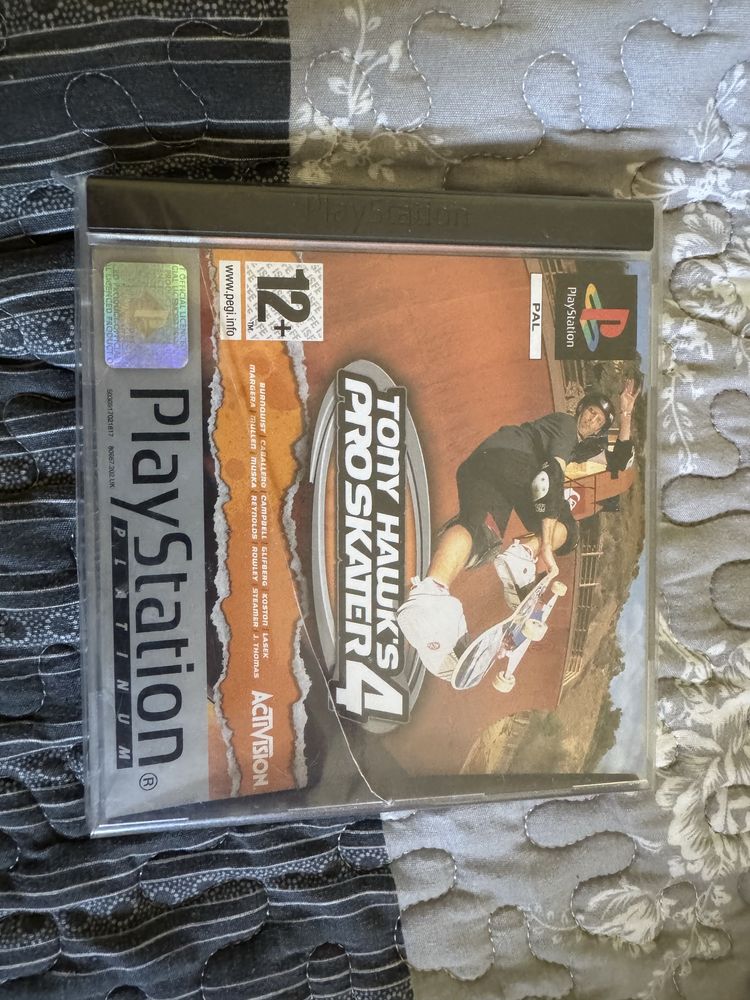 PlayStation
PlayStation
PAL
TONY HAWK'S
PRO SKATER 4
12+
TM
www.pegi.info
BURNQUIST CABALLERO CAMPBELL GLIFBERG KOSTON LASEK
MARGERA MULLEN MUSKA REYNOLDS ROWLEY STEAMER J. THOMAS
ACTIVISION
PlayStation®
PLATINUM